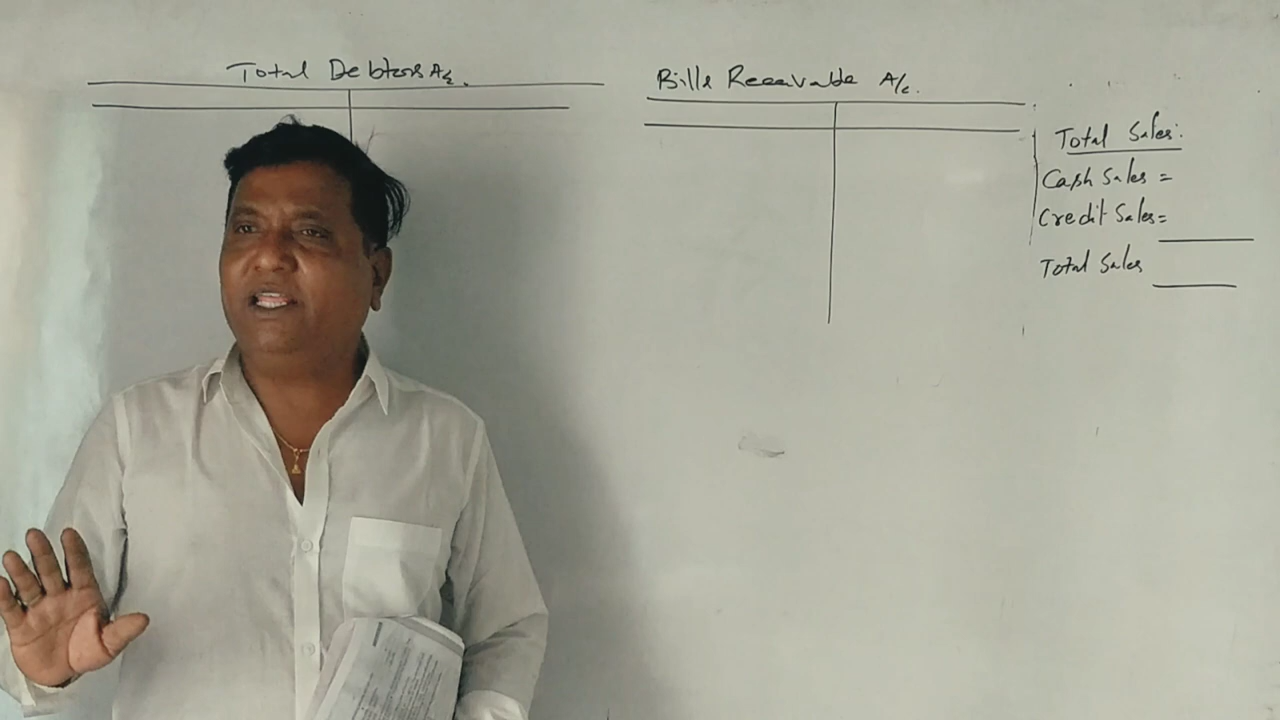 Total Debtors A/c.
Bills Receivable A/c.
Total Sales:
Cash Sales =
Credit Sales=
Total Sales